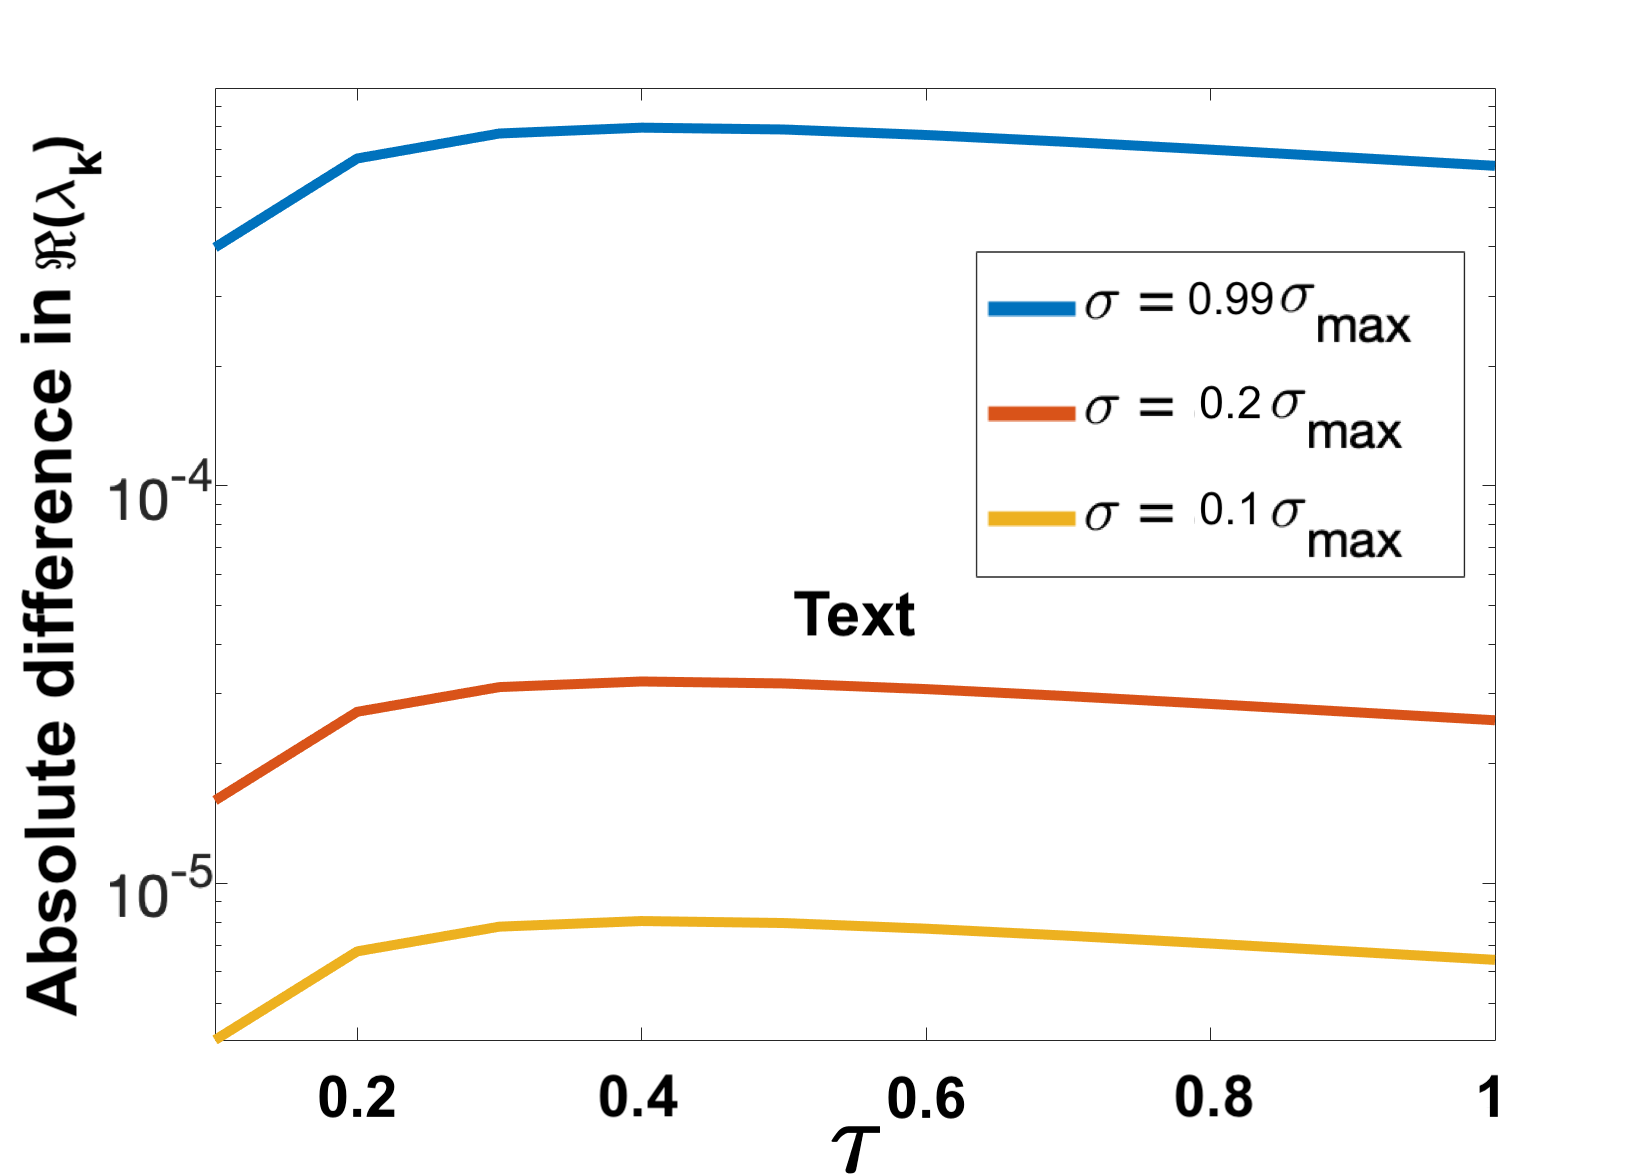 Absolute difference in ℜ(λk)
10-4
10-5
σ = 0.99σmax
σ = 0.2σmax
σ = 0.1σmax
Text
0.2 0.4 0.6 0.8 1
τ